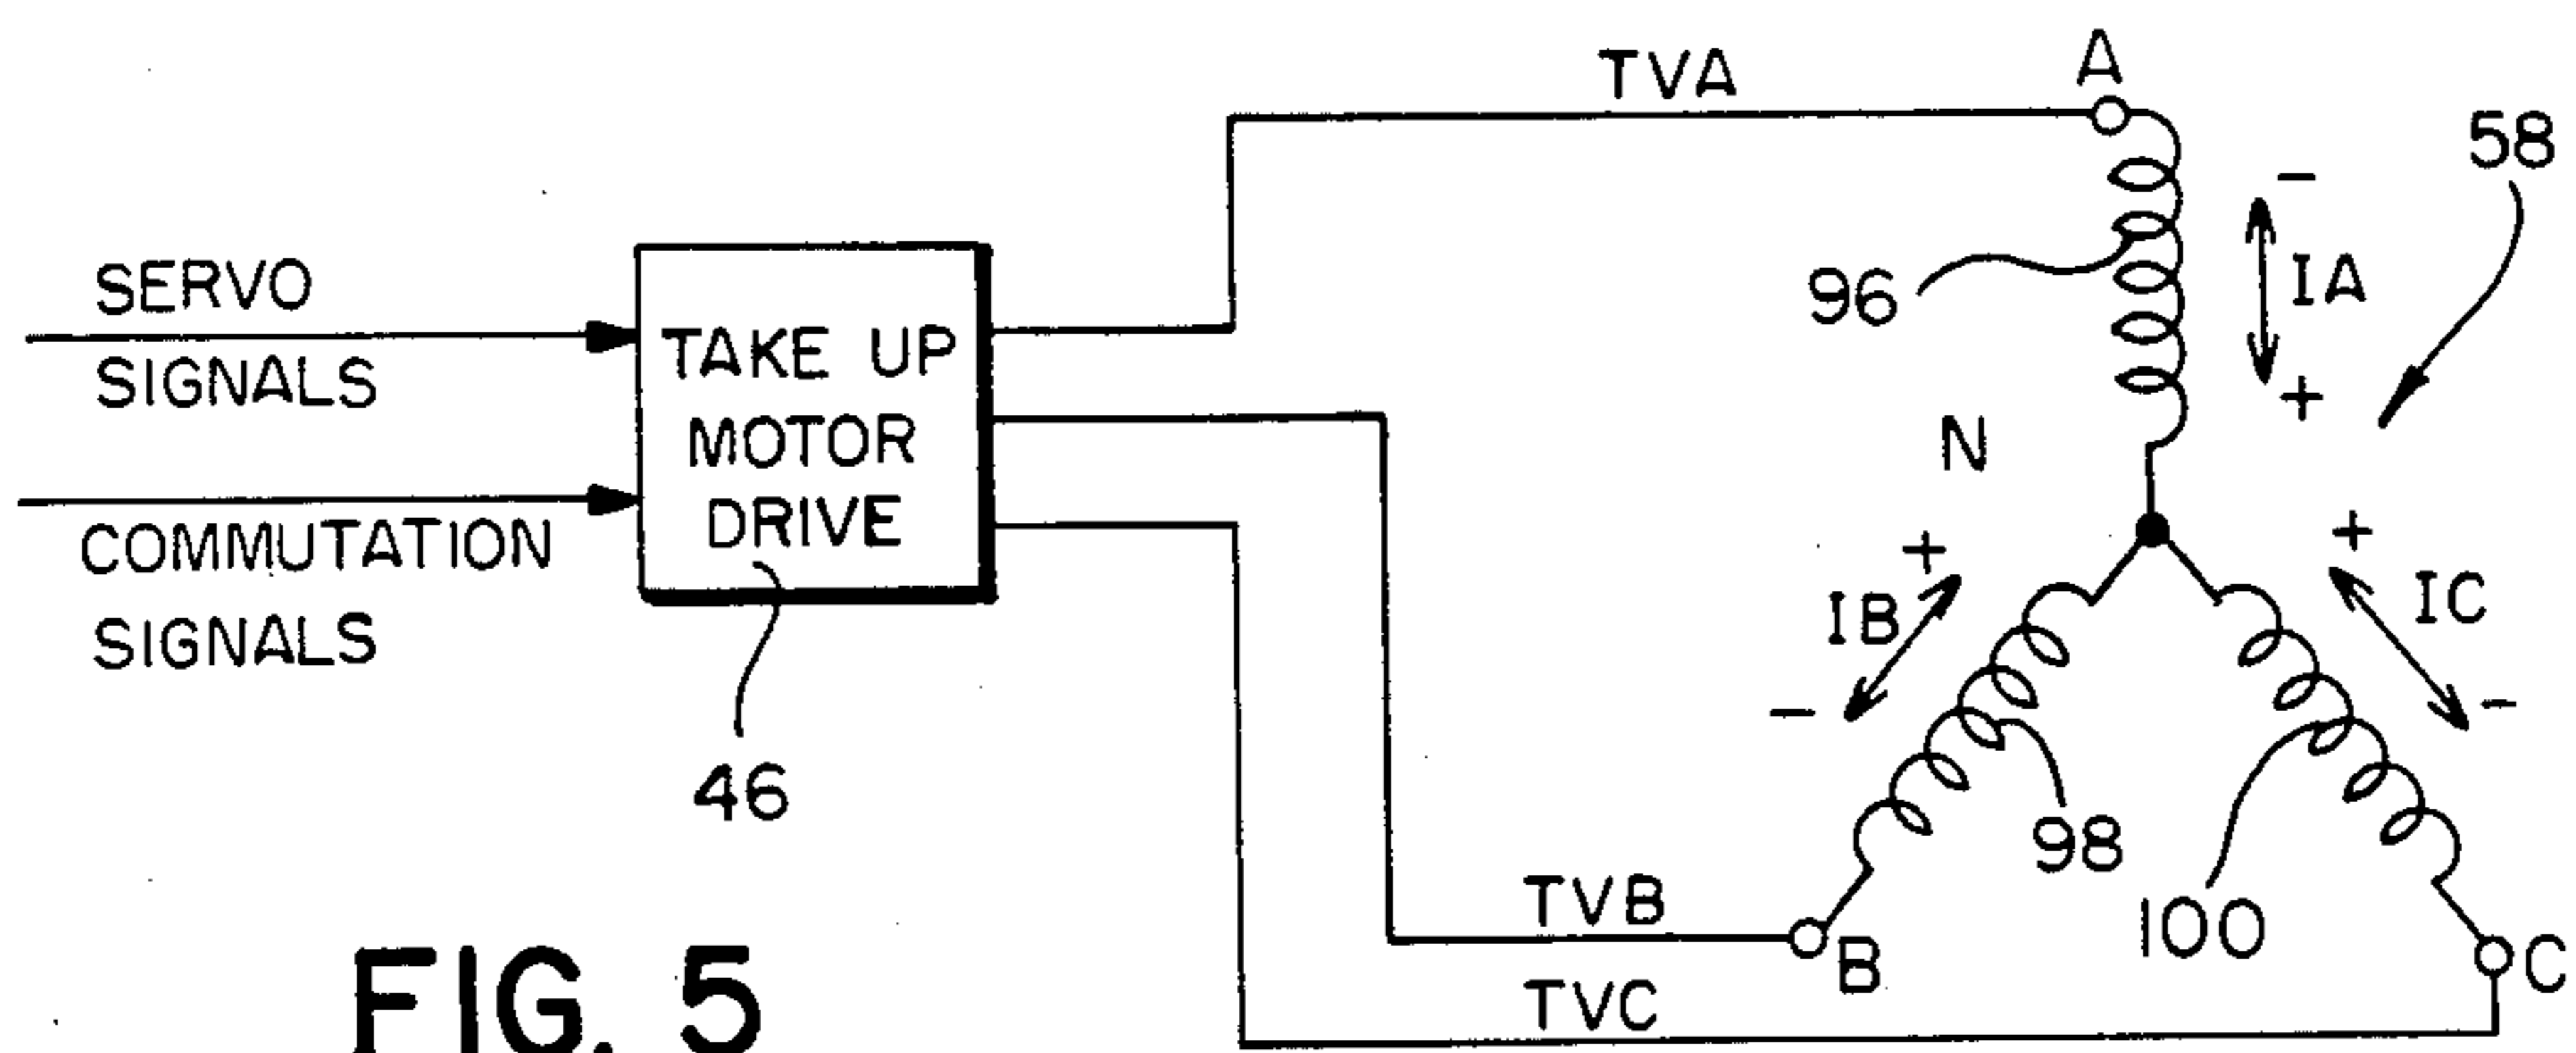 SERVO
SIGNALS
COMMUTATION
SIGNALS
TAKE UP
MOTOR
DRIVE
46
TVA
A
58
-
IA
+
96
N
+
IB
-
+
IC
-
98
100
TVB
B
TVC
C
FIG. 5